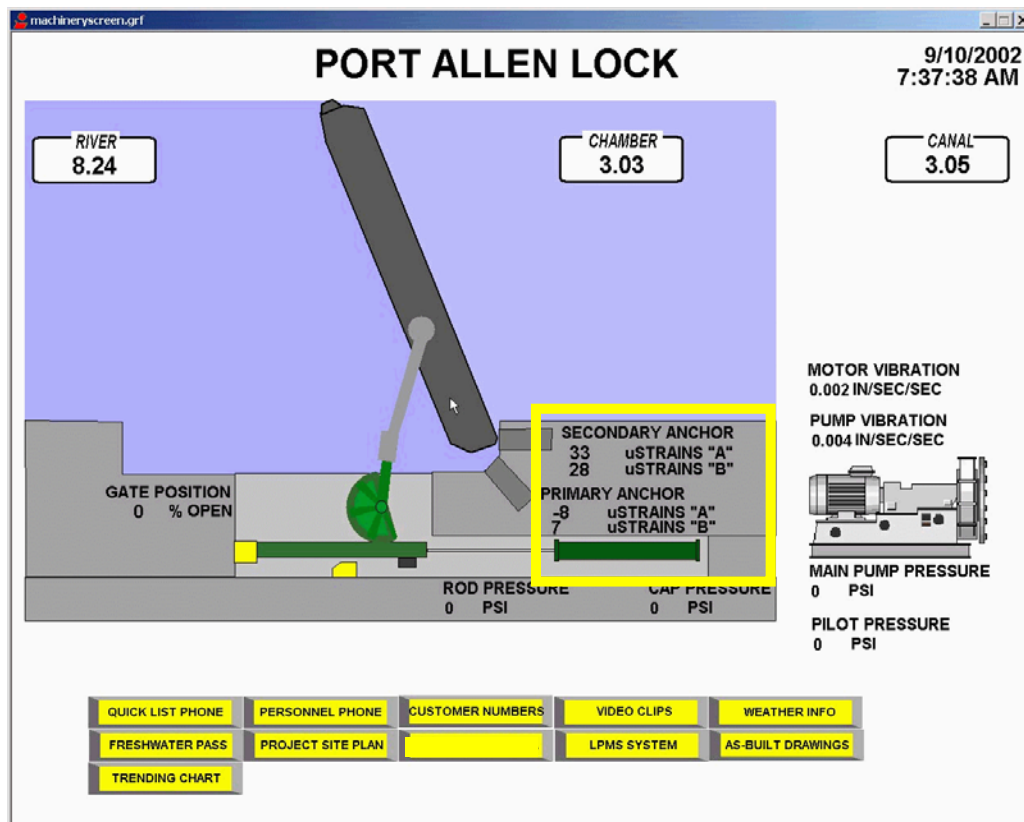 machineryscreen.grf
PORT ALLEN LOCK
9/10/2002
7:37:38 AM
RIVER
8.24
CHAMBER
3.03
CANAL
3.05
MOTOR VIBRATION
0.002 IN/SEC/SEC
PUMP VIBRATION
0.004 IN/SEC/SEC
SECONDARY ANCHOR
33 uSTRAINS "A"
28 uSTRAINS "B"
PRIMARY ANCHOR
-8 uSTRAINS "A"
7 uSTRAINS "B"
GATE POSITION
0 % OPEN
ROD PRESSURE
0 PSI
CAP PRESSURE
0 PSI
MAIN PUMP PRESSURE
0 PSI
PILOT PRESSURE
0 PSI
QUICK LIST PHONE
PERSONNEL PHONE
CUSTOMER NUMBERS
VIDEO CLIPS
WEATHER INFO
FRESHWATER PASS
PROJECT SITE PLAN
LPMS SYSTEM
AS-BUILT DRAWINGS
TRENDING CHART